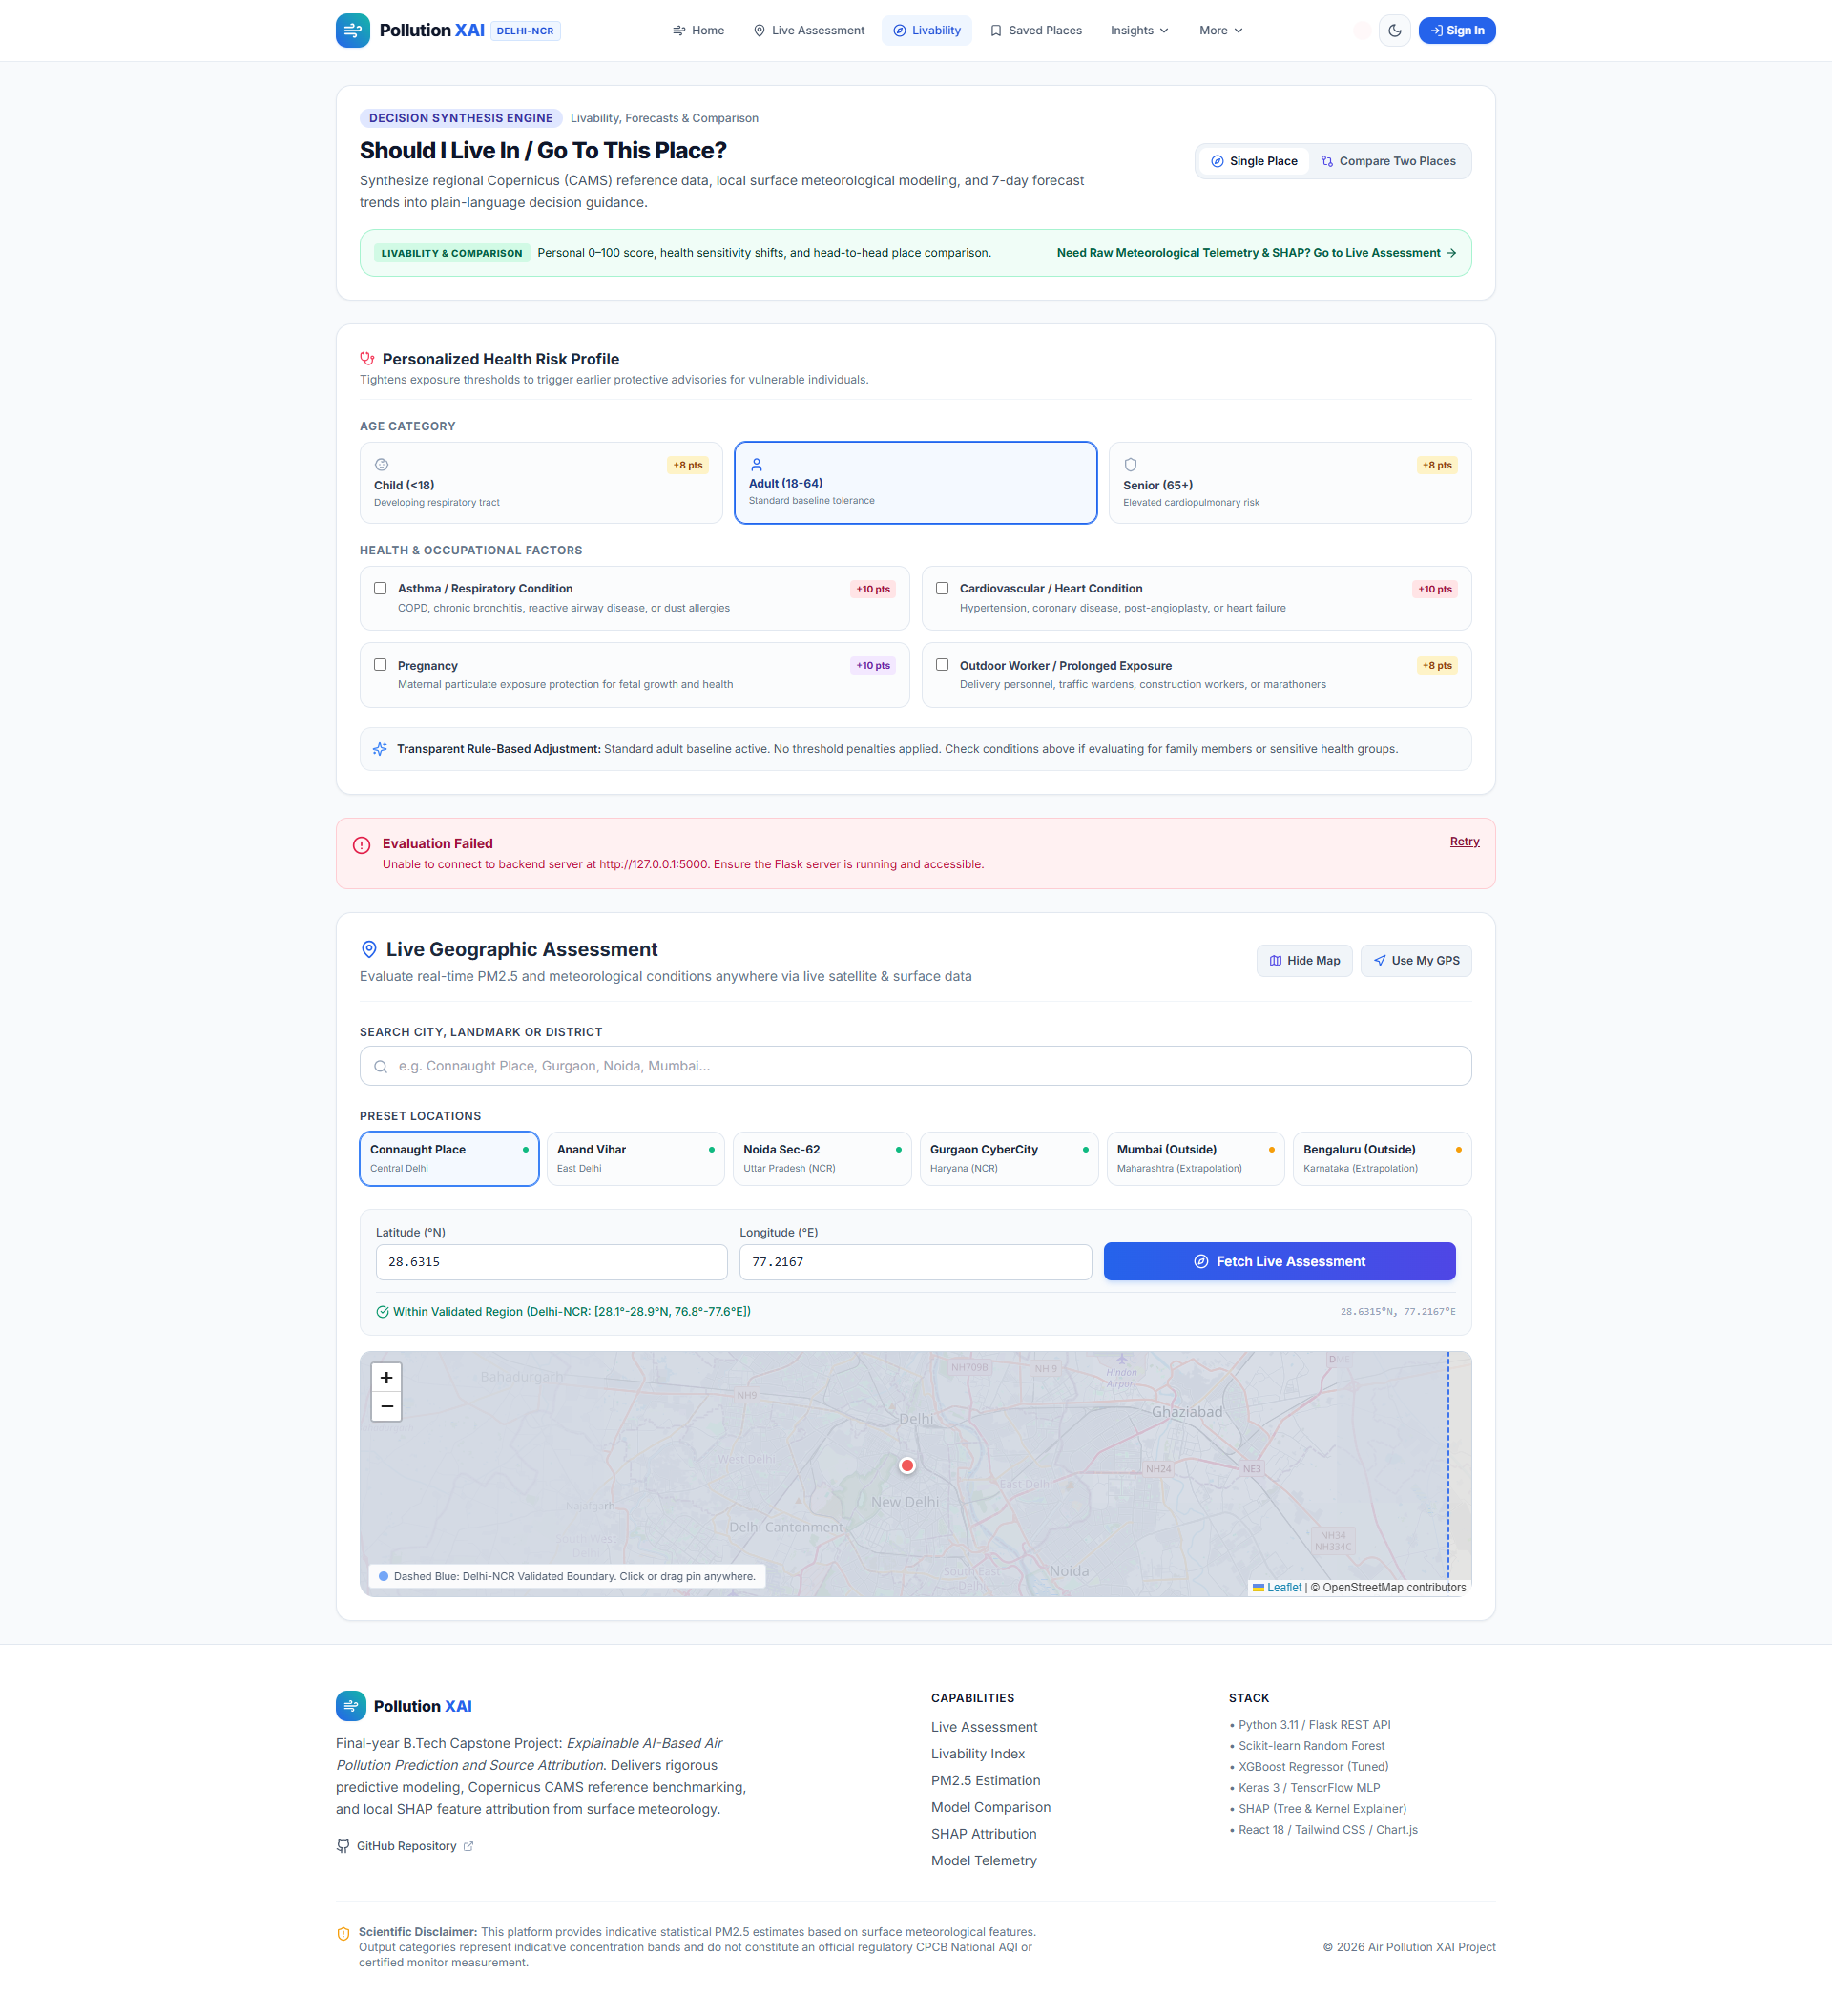 Pollution XAI DELHI-NCR
Home
Live Assessment
Livability
Saved Places
Insights
More
Sign In
DECISION SYNTHESIS ENGINE Livability, Forecasts & Comparison
Should I Live In / Go To This Place?
Synthesize regional Copernicus (CAMS) reference data, local surface meteorological modeling, and 7-day forecast
trends into plain-language decision guidance.
Single Place
Compare Two Places
LIVABILITY & COMPARISON Personal 0–100 score, health sensitivity shifts, and head-to-head place comparison.
Need Raw Meteorological Telemetry & SHAP? Go to Live Assessment →
Personalized Health Risk Profile
Tightens exposure thresholds to trigger earlier protective advisories for vulnerable individuals.
AGE CATEGORY
+8 pts
Child (<18)
Developing respiratory tract
Adult (18-64)
Standard baseline tolerance
+8 pts
Senior (65+)
Elevated cardiopulmonary risk
HEALTH & OCCUPATIONAL FACTORS
Asthma / Respiratory Condition +10 pts
COPD, chronic bronchitis, reactive airway disease, or dust allergies
Cardiovascular / Heart Condition +10 pts
Hypertension, coronary disease, post-angioplasty, or heart failure
Pregnancy +10 pts
Maternal particulate exposure protection for fetal growth and health
Outdoor Worker / Prolonged Exposure +8 pts
Delivery personnel, traffic wardens, construction workers, or marathoners
Transparent Rule-Based Adjustment: Standard adult baseline active. No threshold penalties applied. Check conditions above if evaluating for family members or sensitive health groups.
Evaluation Failed
Retry
Unable to connect to backend server at http://127.0.0.1:5000. Ensure the Flask server is running and accessible.
Live Geographic Assessment
Evaluate real-time PM2.5 and meteorological conditions anywhere via live satellite & surface data
Hide Map
Use My GPS
SEARCH CITY, LANDMARK OR DISTRICT
e.g. Connaught Place, Gurgaon, Noida, Mumbai...
PRESET LOCATIONS
Connaught Place
Central Delhi
Anand Vihar
East Delhi
Noida Sec-62
Uttar Pradesh (NCR)
Gurgaon CyberCity
Haryana (NCR)
Mumbai (Outside)
Maharashtra (Extrapolation)
Bengaluru (Outside)
Karnataka (Extrapolation)
Latitude (°N)
28.6315
Longitude (°E)
77.2167
Fetch Live Assessment
Within Validated Region (Delhi-NCR: [28.1°-28.9°N, 76.8°-77.6°E])
28.6315°N, 77.2167°E
+
−
Bahadurgarh
NH709B
NH 9
Hindon
Airport
NH9
Delhi
Ghaziabad
West Delhi
NH24
NE3
East Delhi
Najafgarh
New Delhi
Delhi Cantonment
South West
NH34
NH334C
South East
Delhi
Noida
Dashed Blue: Delhi-NCR Validated Boundary. Click or drag pin anywhere.
Leaflet | © OpenStreetMap contributors
Pollution XAI
Final-year B.Tech Capstone Project: Explainable AI-Based Air
Pollution Prediction and Source Attribution. Delivers rigorous
predictive modeling, Copernicus CAMS reference benchmarking,
and local SHAP feature attribution from surface meteorology.
GitHub Repository
CAPABILITIES
Live Assessment
Livability Index
PM2.5 Estimation
Model Comparison
SHAP Attribution
Model Telemetry
STACK
• Python 3.11 / Flask REST API
• Scikit-learn Random Forest
• XGBoost Regressor (Tuned)
• Keras 3 / TensorFlow MLP
• SHAP (Tree & Kernel Explainer)
• React 18 / Tailwind CSS / Chart.js
Scientific Disclaimer: This platform provides indicative statistical PM2.5 estimates based on surface meteorological features.
Output categories represent indicative concentration bands and do not constitute an official regulatory CPCB National AQI or
certified monitor measurement.
© 2026 Air Pollution XAI Project